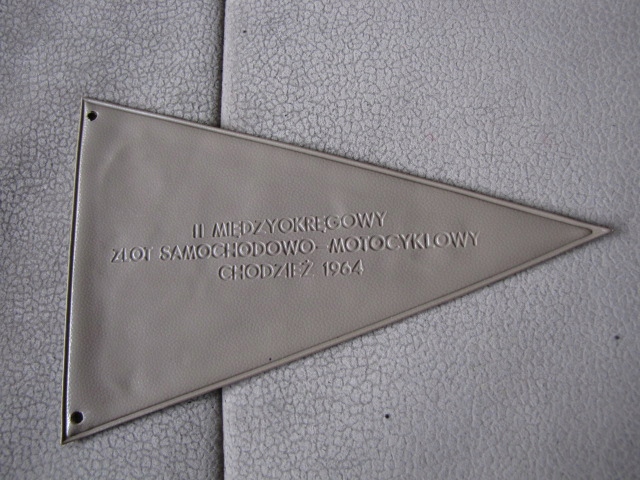 II MIĘDZYOKRĘGOWY
ZLOT SAMOCHODOWO-MOTOCYKLOWY
CHODZIEŻ 1964